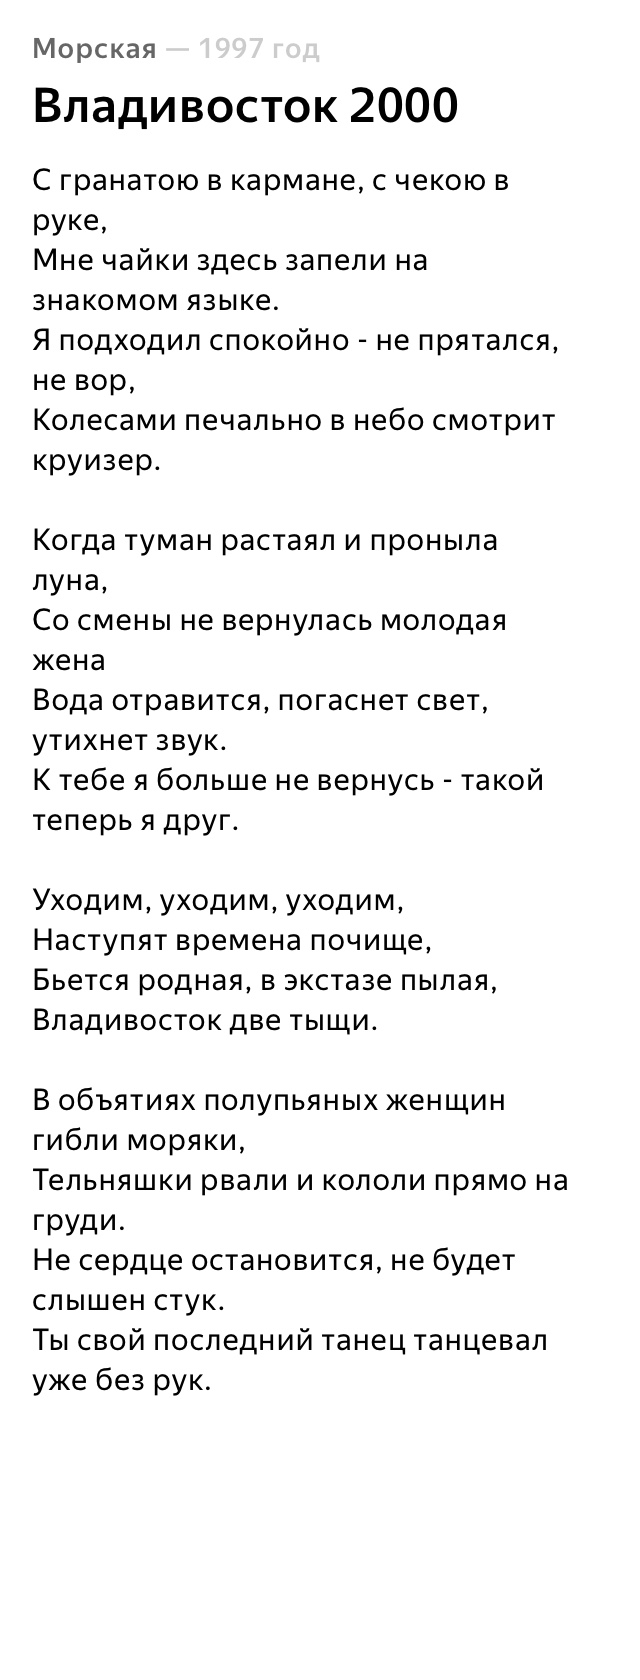 Морская — 1997 год
Владивосток 2000
С гранатою в кармане, с чекою в
руке,
Мне чайки здесь запели на
знакомом языке.
Я подходил спокойно - не прятался,
не вор,
Колесами печально в небо смотрит
круизер.
Когда туман растаял и проныла
луна,
Со смены не вернулась молодая
жена
Вода отравится, погаснет свет,
утихнет звук.
К тебе я больше не вернусь - такой
теперь я друг.
Уходим, уходим, уходим,
Наступят времена почище,
Бьется родная, в экстазе пылая,
Владивосток две тыщи.
В объятиях полупьяных женщин
гибли моряки,
Тельняшки рвали и кололи прямо на
груди.
Не сердце остановится, не будет
слышен стук.
Ты свой последний танец танцевал
уже без рук.